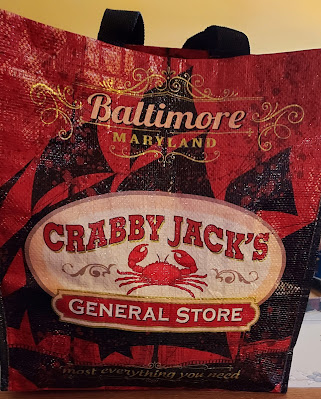 Baltimore
MARYLAND
CRABBY JACK'S
GENERAL STORE
most everything you need